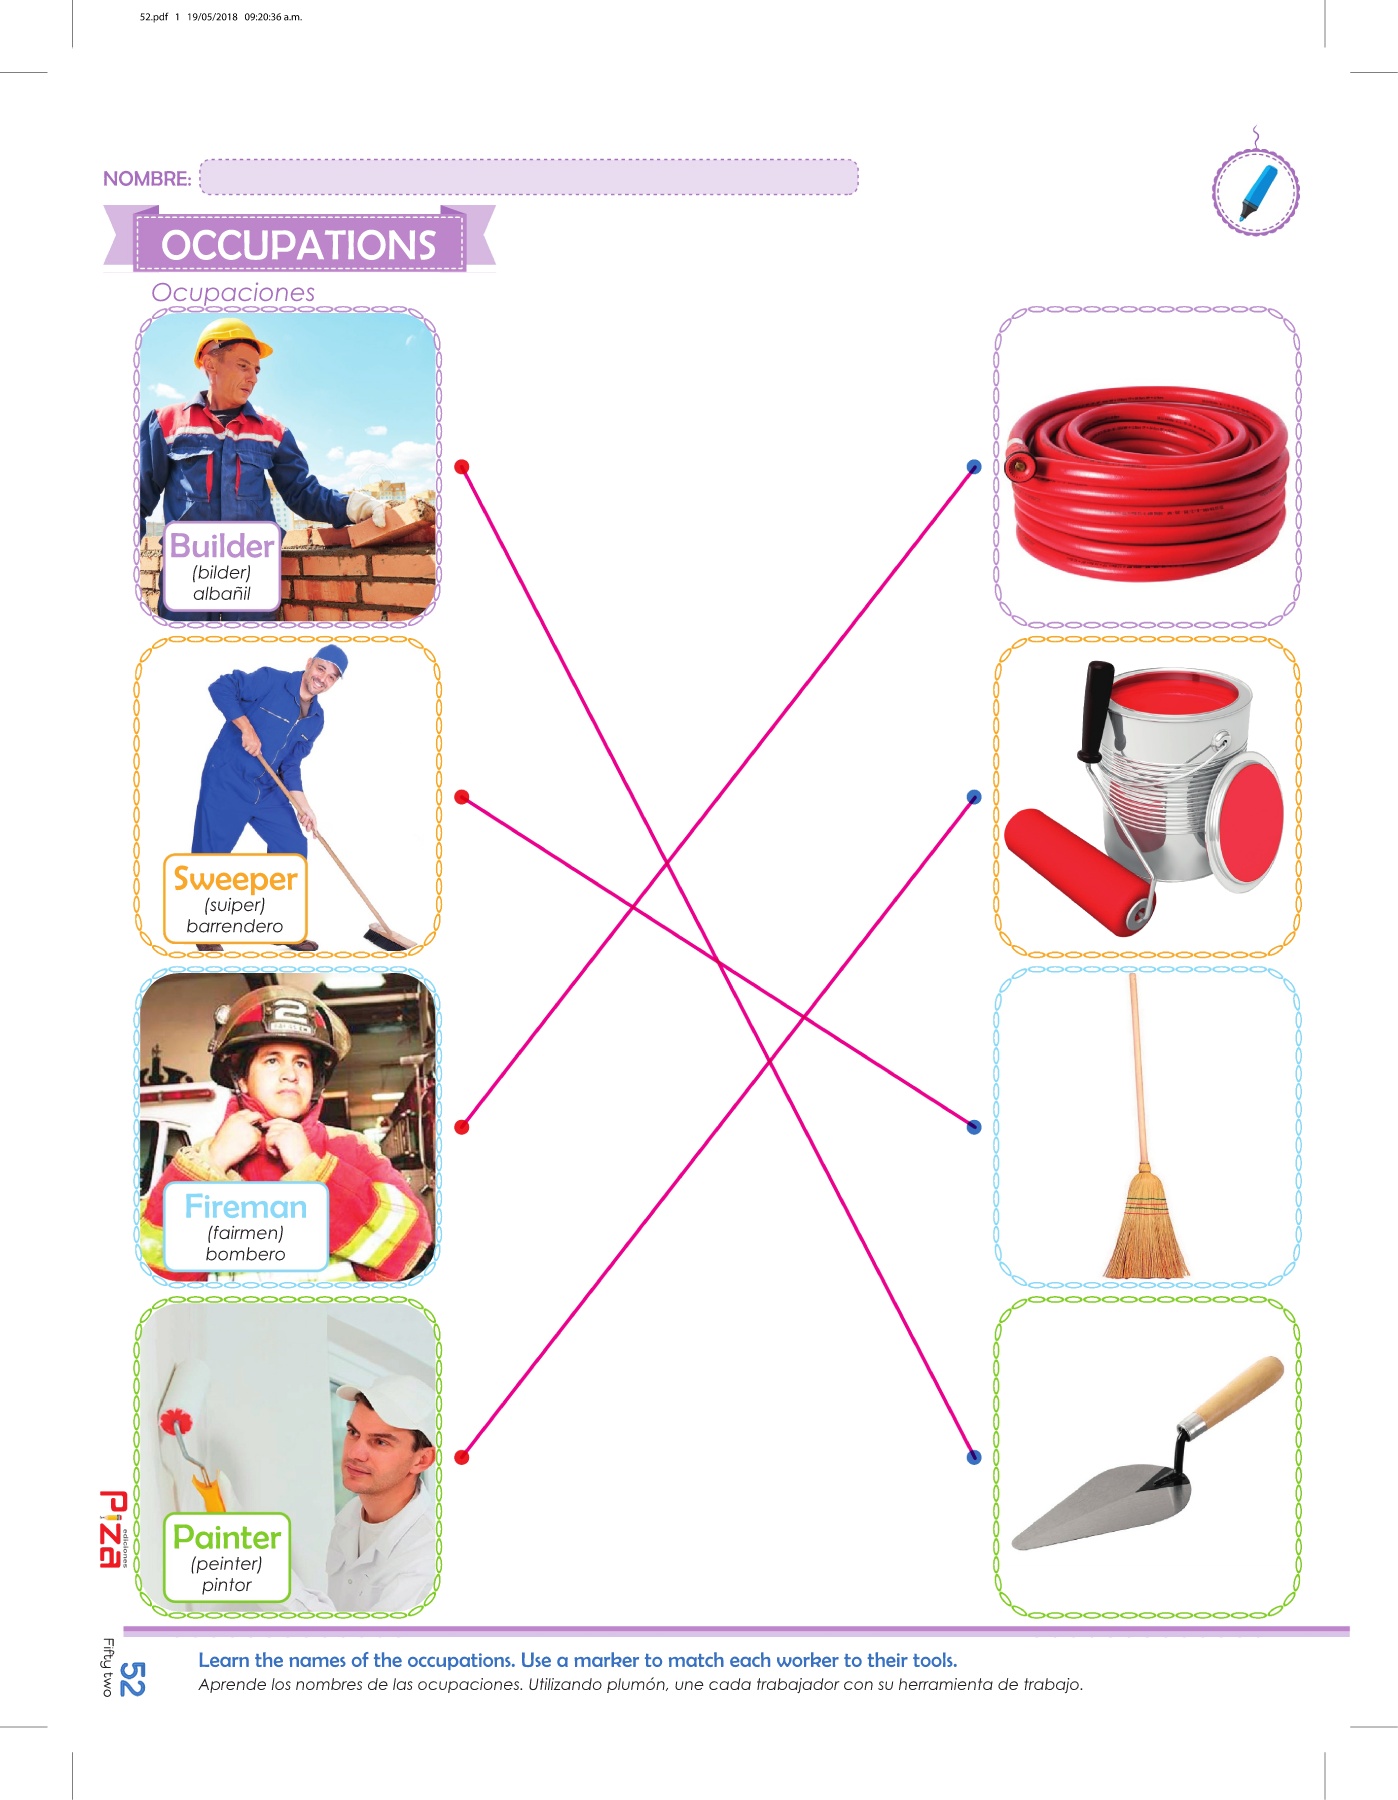 52.pdf 1 19/05/2018 09:20:36 a.m.
NOMBRE:
OCCUPATIONS
Ocupaciones
Builder
(bilder)
albañil
Sweeper
(suiper)
barrendero
2
Fireman
(fairmen)
bombero
Painter
(peinter)
pintor
Piza
ediciones
Fifty two
52
Learn the names of the occupations. Use a marker to match each worker to their tools.
Aprende los nombres de las ocupaciones. Utilizando plumón, une cada trabajador con su herramienta de trabajo.